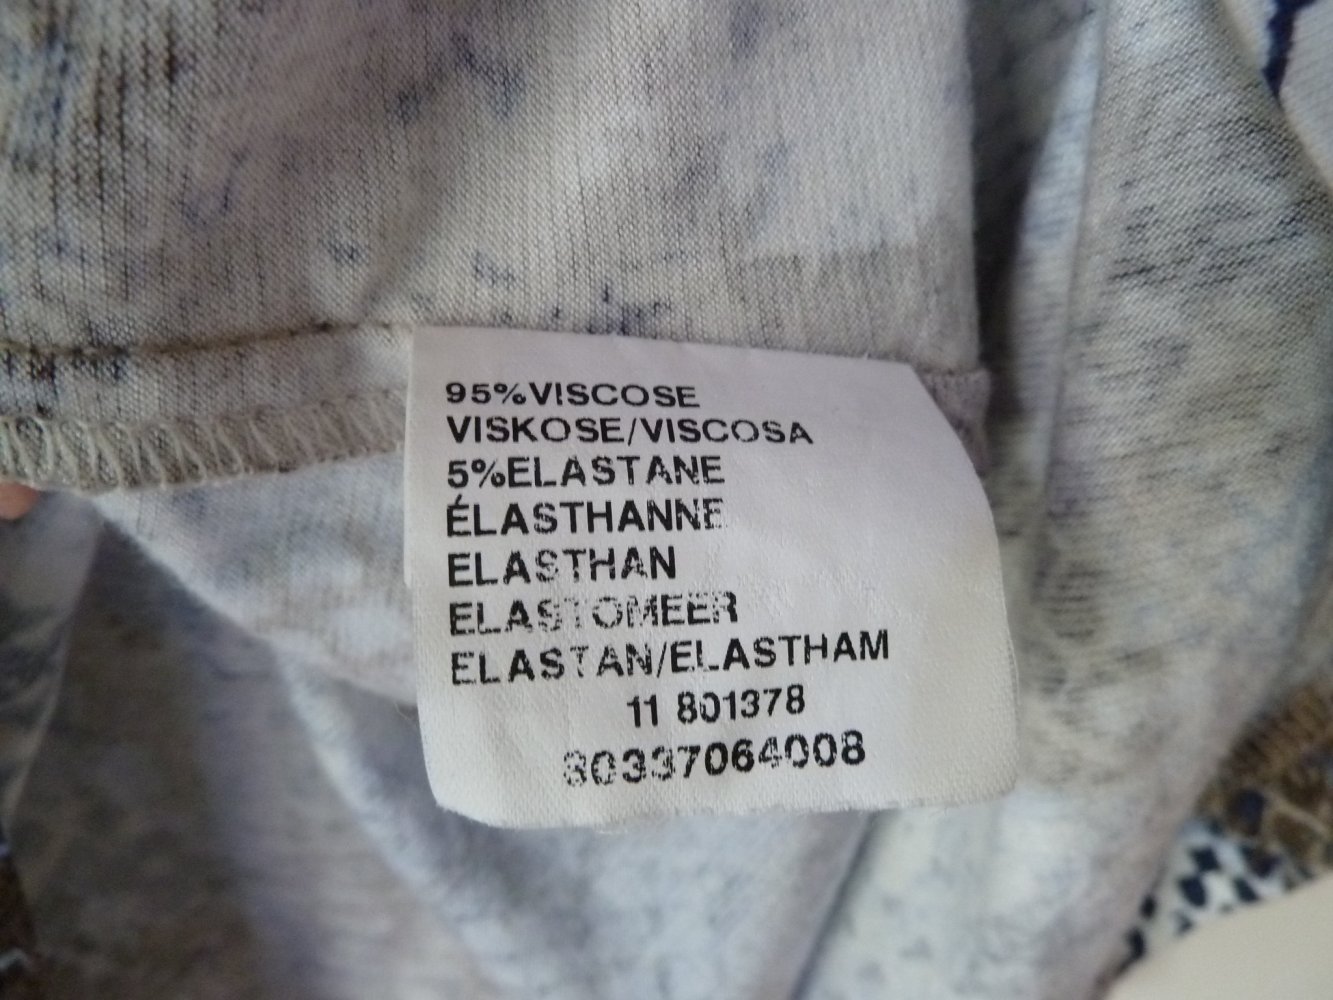 95%VISCOSE
VISKOSE/VISCOSA
5%ELASTANE
ÉLASTHANNE
ELASTHAN
ELASTOMEER
ELASTAN/ELASTHAM
11 801378
30337064008